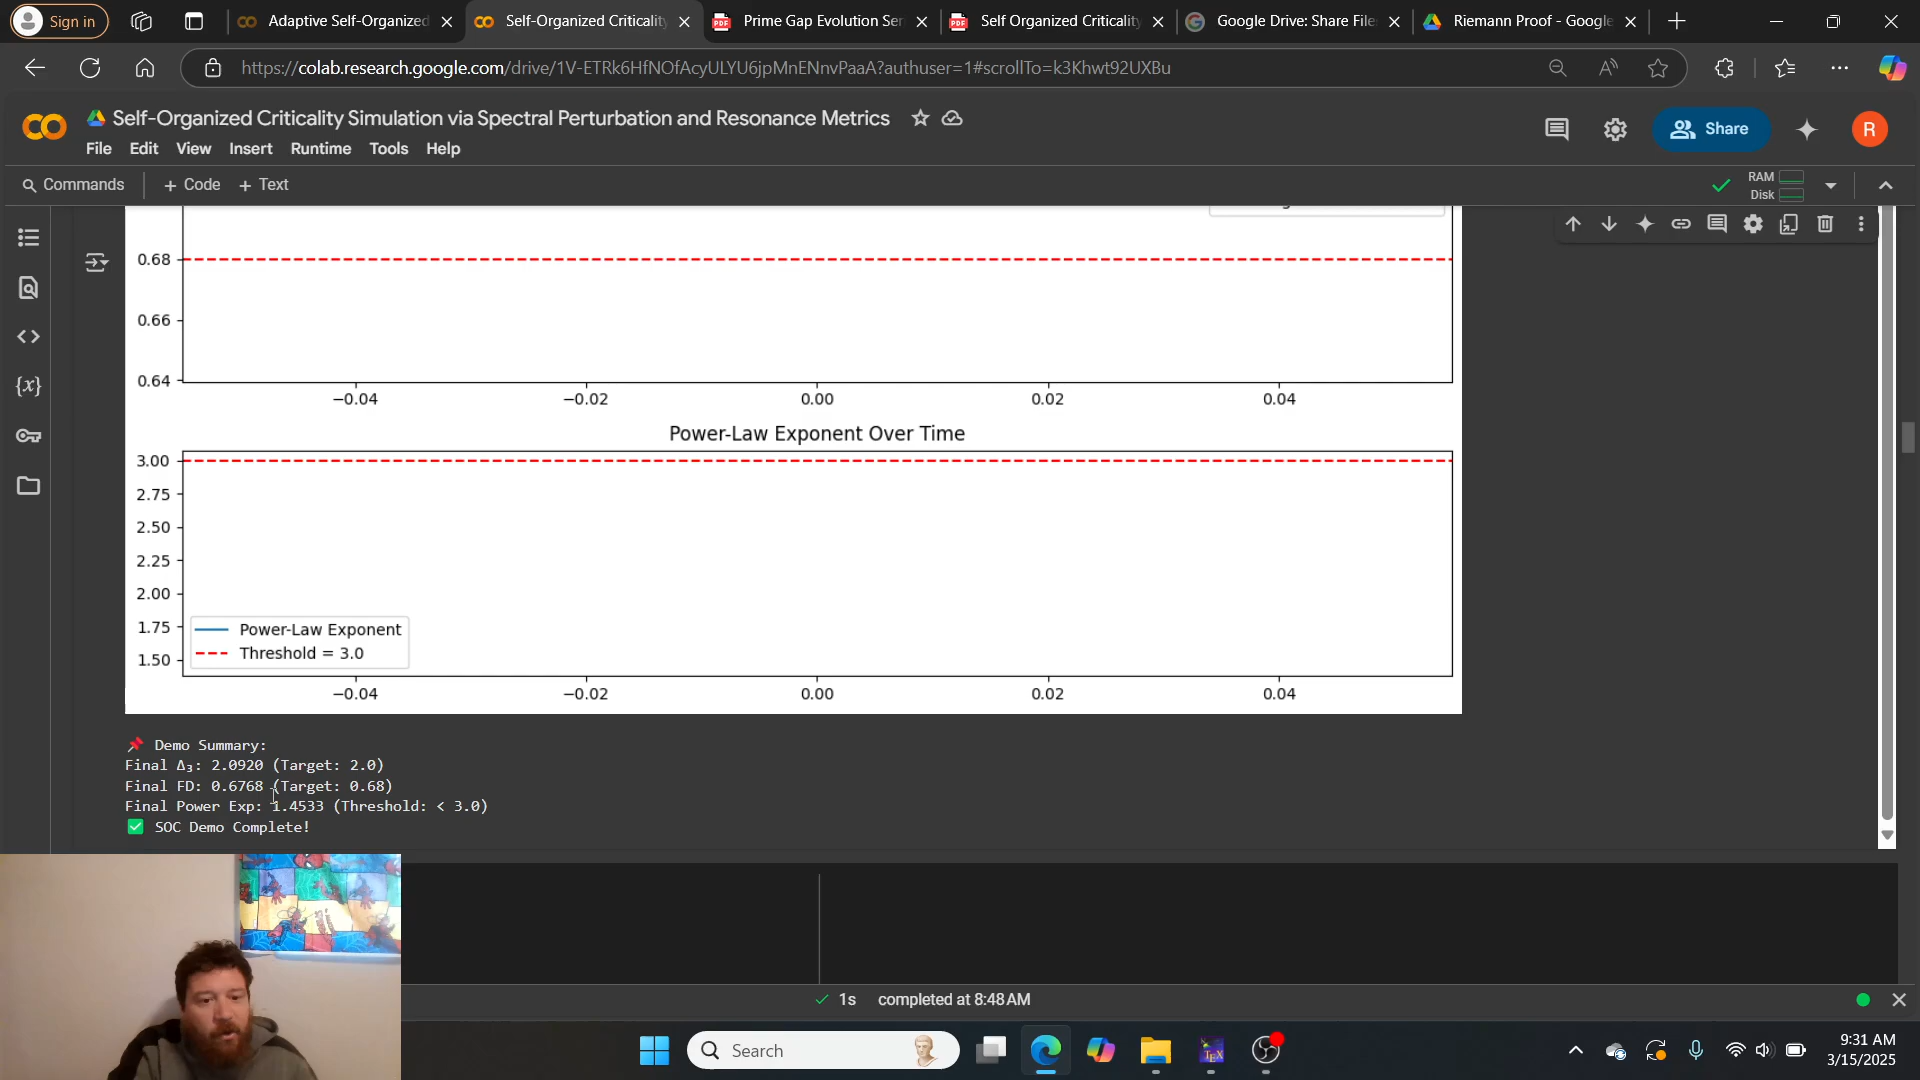 Sign in
Adaptive Self-Organized
Self-Organized Criticality
Prime Gap Evolution Ser
Self Organized Criticality
Google Drive: Share File
Riemann Proof - Google
https://colab.research.google.com/drive/1V-ETRk6HfNOfAcyULYU6jpMnENnvPaaA?authuser=1#scrollTo=k3Khwt92UXBu
Self-Organized Criticality Simulation via Spectral Perturbation and Resonance Metrics
Share
R
File Edit View Insert Runtime Tools Help
Commands + Code + Text
RAM
Disk
0.68
0.66
0.64
−0.04 −0.02 0.00 0.02 0.04
Power-Law Exponent Over Time
3.00
2.75
2.50
2.25
2.00
1.75
1.50
Power-Law Exponent
Threshold = 3.0
−0.04 −0.02 0.00 0.02 0.04
📌 Demo Summary:
Final Δ₃: 2.0920 (Target: 2.0)
Final FD: 0.6768 (Target: 0.68)
Final Power Exp: 1.4533 (Threshold: < 3.0)
✅ SOC Demo Complete!
1s completed at 8:48 AM
Search
9:31 AM
3/15/2025